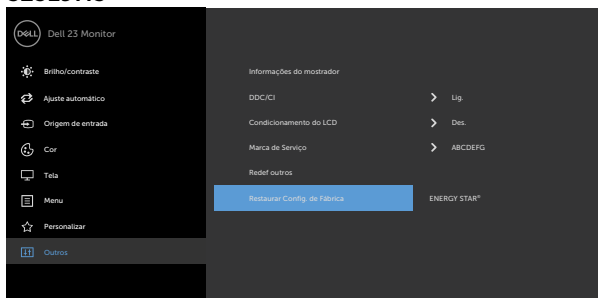 DELL Dell 23 Monitor
Brilho/contraste
Ajuste automático
Origem de entrada
Cor
Tela
Menu
Personalizar
Outros
Informações do mostrador
DDC/CI Lig.
Condicionamento do LCD Des.
Marca de Serviço ABCDEFG
Redef outros
Restaurar Config. de Fábrica ENERGY STAR®